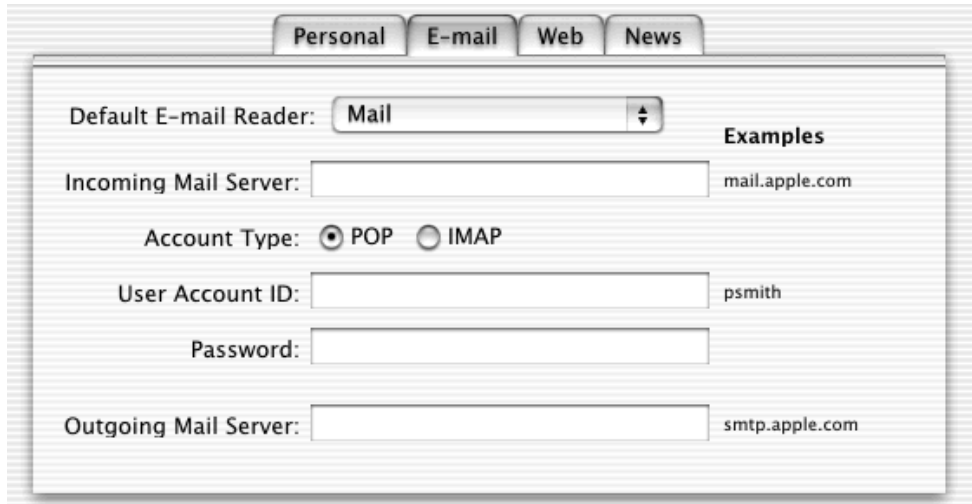 Personal E-mail Web News
Default E-mail Reader: Mail
Examples
Incoming Mail Server: mail.apple.com
Account Type: POP IMAP
User Account ID: psmith
Password:
Outgoing Mail Server: smtp.apple.com